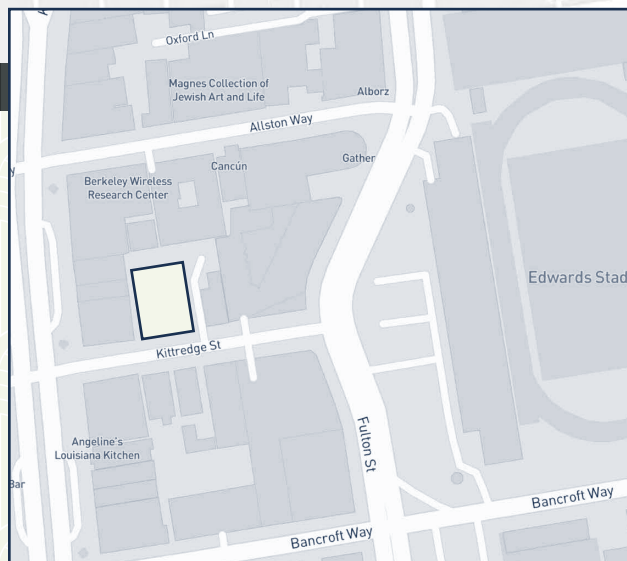 Oxford Ln
Magnes Collection of
Jewish Art and Life
Alborz
Allston Way
Gather
Cancún
Berkeley Wireless
Research Center
Edwards Stad
Kittredge St
Fulton St
Angeline's
Louisiana Kitchen
Bar
Bancroft Way
Bancroft Way